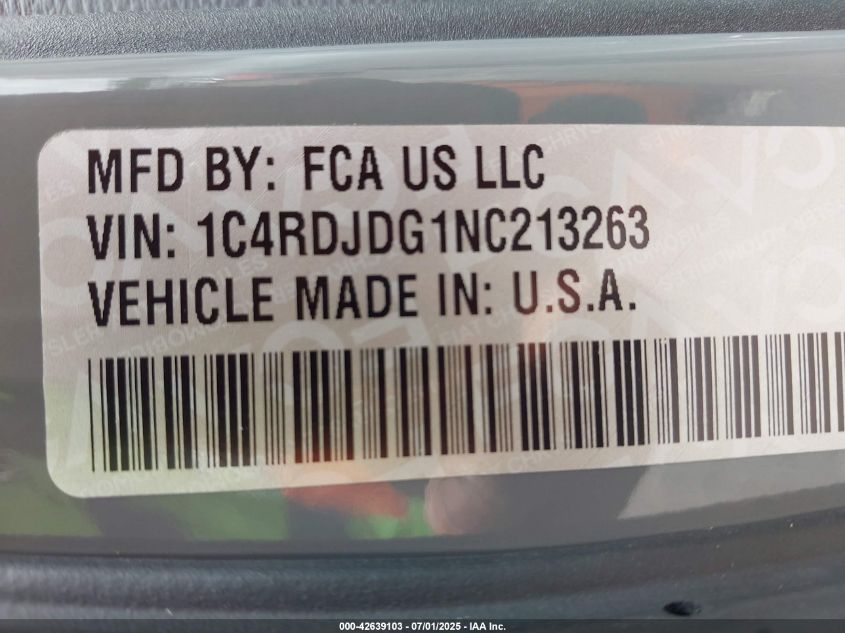 MFD BY: FCA US LLC
VIN: 1C4RDJDG1NC213263
VEHICLE MADE IN: U.S.A.
000-42639103 - 07/01/2025 - IAA Inc.